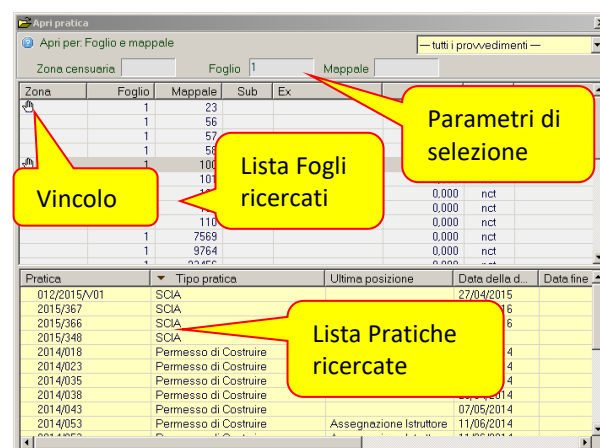 Apri pratica
Apri per: Foglio e mappale
— tutti i provvedimenti —
Zona censuaria Foglio 1 Mappale
Zona Foglio Mappale Sub Ex
1 23
1 56
1 57
1 58
1 100
101
0,000 nct
0,000 nct
110 0,000 nct
1 7569 0,000 nct
1 9764 0,000 nct
Parametri di
selezione
Lista Fogli
ricercati
Vincolo
Pratica Tipo pratica Ultima posizione Data della d... Data fine
012/2015/V01 SCIA 27/04/2015
2015/367 SCIA
2015/366 SCIA
2015/348 SCIA
2014/018 Permesso di Costruire
2014/023 Permesso di Costruire
2014/035 Permesso di Costruire
2014/038 Permesso di Costruire
2014/043 Permesso di Costruire 07/05/2014
2014/053 Permesso di Costruire Assegnazione Istruttore 11/06/2014
Lista Pratiche
ricercate